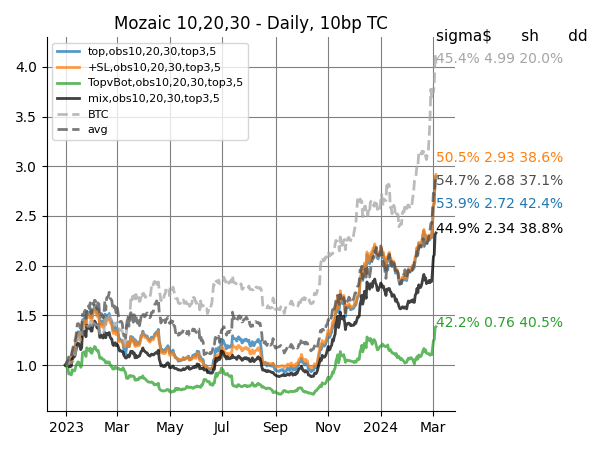 Mozaic 10,20,30 - Daily, 10bp TC
sigma$ sh dd
top,obs10,20,30,top3,5
+SL,obs10,20,30,top3,5
TopvBot,obs10,20,30,top3,5
mix,obs10,20,30,top3,5
BTC
avg
45.4% 4.99 20.0%
50.5% 2.93 38.6%
54.7% 2.68 37.1%
53.9% 2.72 42.4%
44.9% 2.34 38.8%
42.2% 0.76 40.5%
4.0
3.5
3.0
2.5
2.0
1.5
1.0
2023 Mar May Jul Sep Nov 2024 Mar